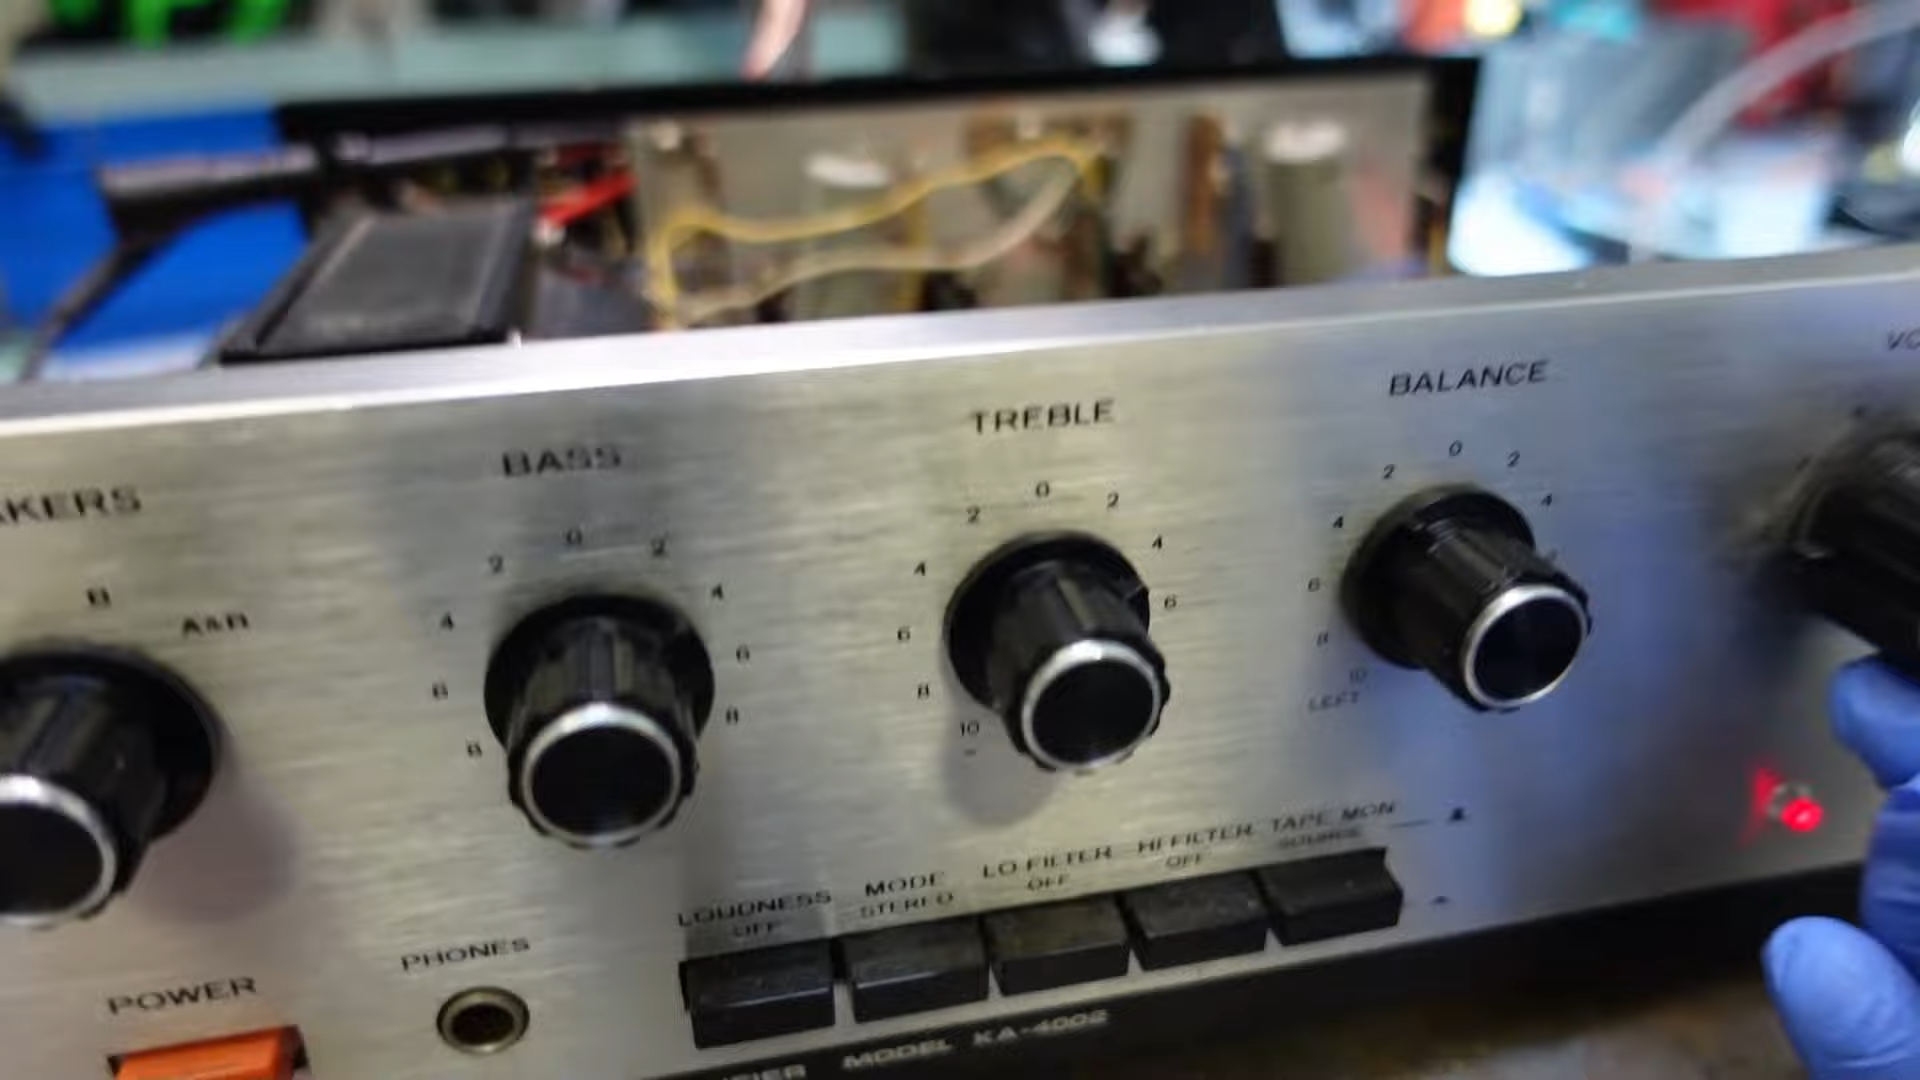 BALANCE
TREBLE
BASS
0
2 2
4 4
6
8
10
LEFT
0
2 2
4 4
6 6
8
10
-
0
2 2
4 4
6 6
8 8
B
A&B
LOUDNESS MODE LO FILTER HI FILTER TAPE MON
OFF STEREO OFF OFF SOURCE
PHONES
POWER
MODEL KA-4002